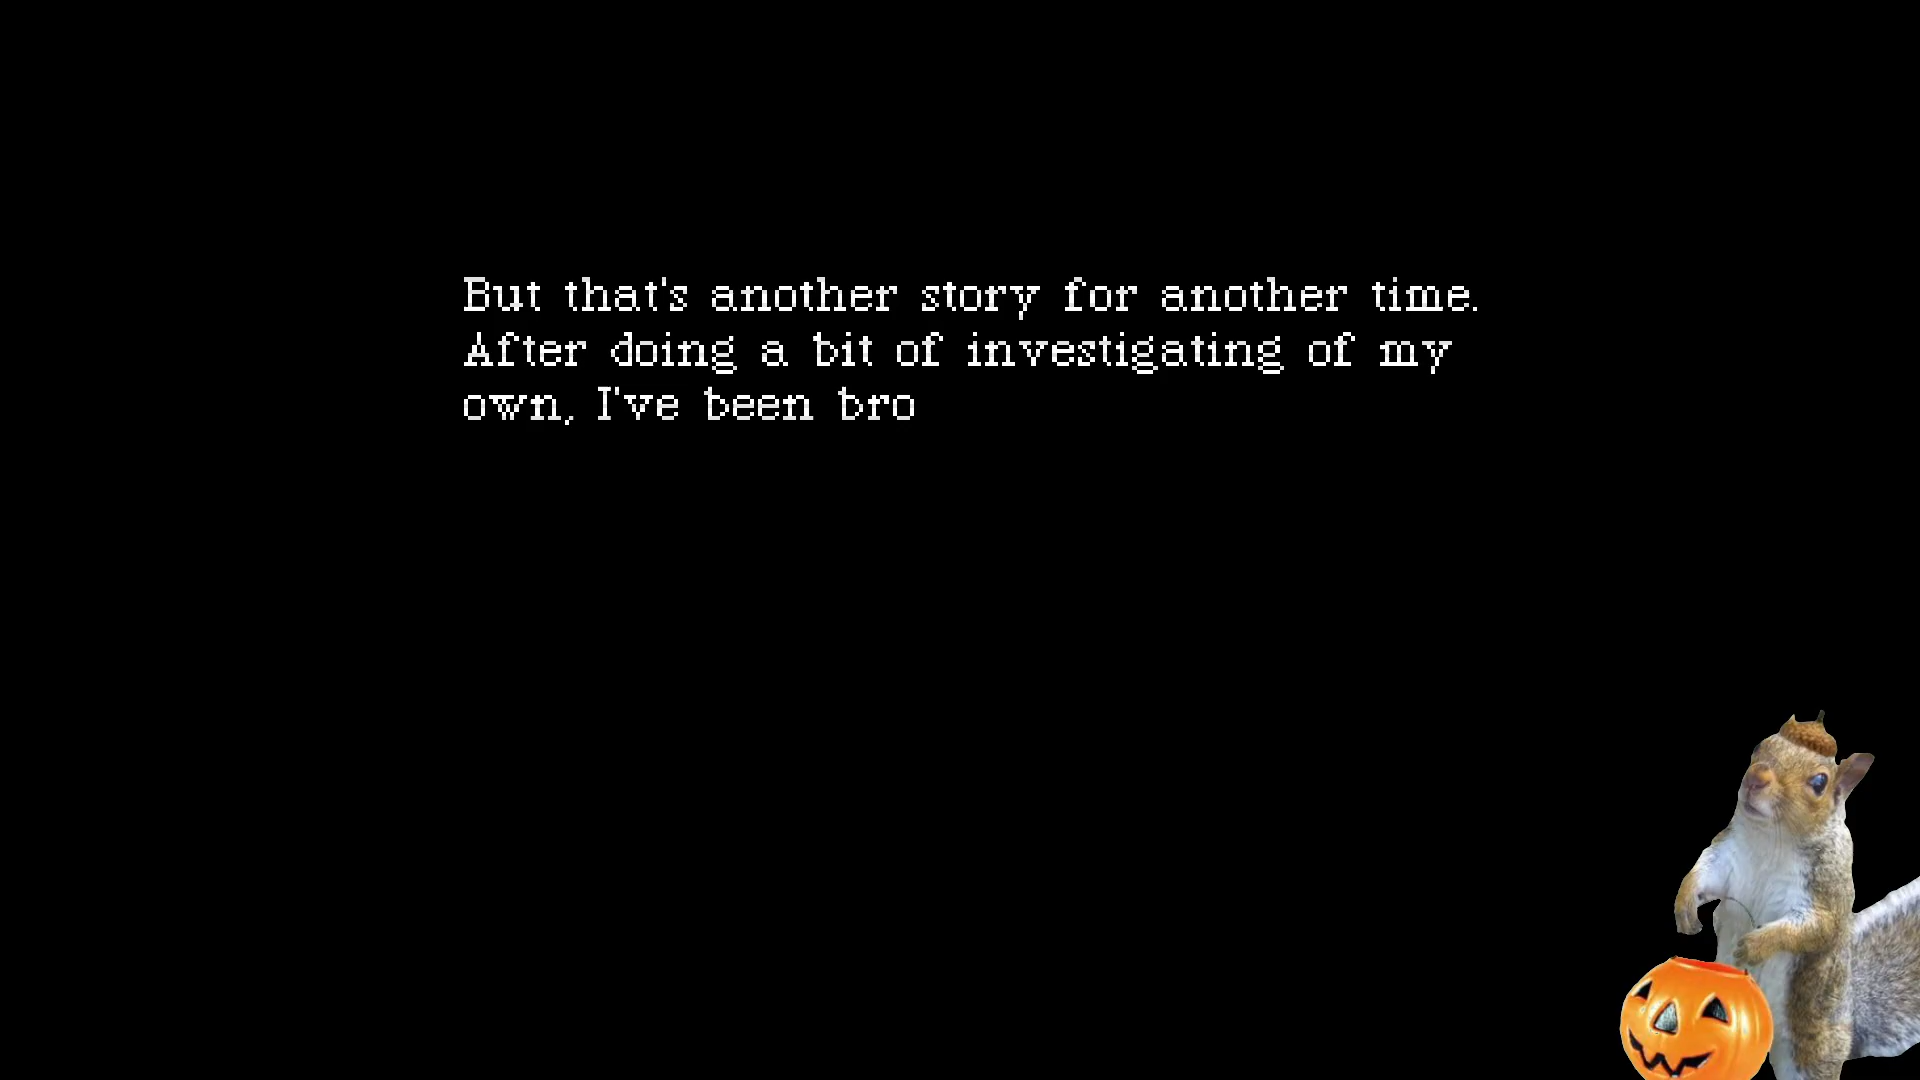 But that's another story for another time.
After doing a bit of investigating of my
own, I've been bro